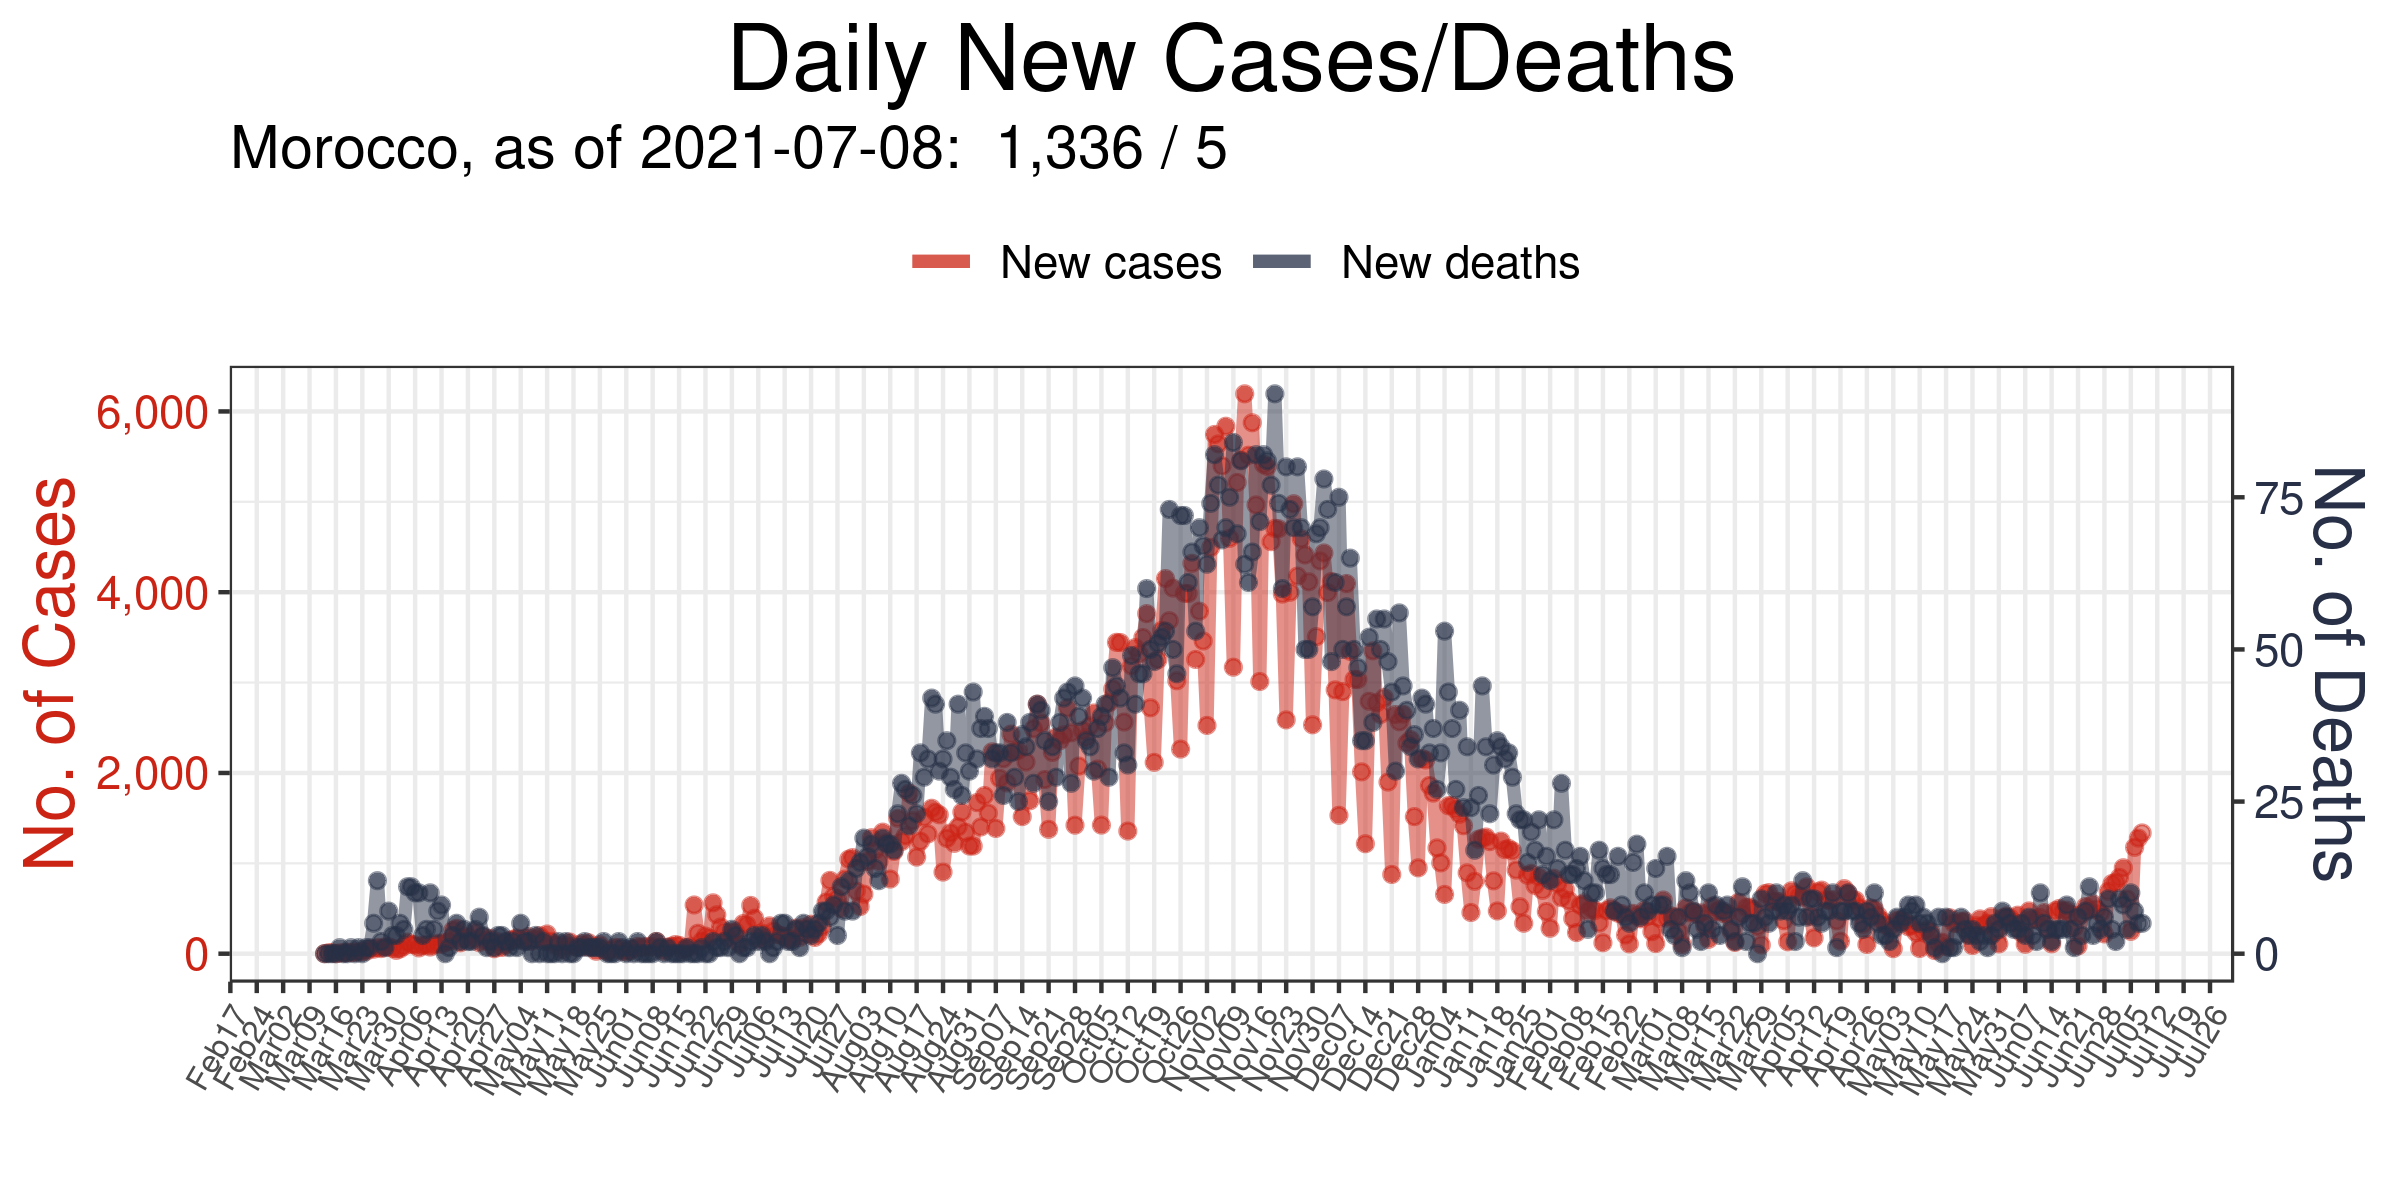 Daily New Cases/Deaths
Morocco, as of 2021-07-08:  1,336 / 5
New cases
New deaths
No. of Cases
6,000
4,000
2,000
0
75
50
25
0
No. of Deaths
Feb17
Feb24
Mar02
Mar09
Mar16
Mar23
Mar30
Apr06
Apr13
Apr20
Apr27
May04
May11
May18
May25
Jun01
Jun08
Jun15
Jun22
Jun29
Jul06
Jul13
Jul20
Jul27
Aug03
Aug10
Aug17
Aug24
Aug31
Sep07
Sep14
Sep21
Sep28
Oct05
Oct12
Oct19
Oct26
Nov02
Nov09
Nov16
Nov23
Nov30
Dec07
Dec14
Dec21
Dec28
Jan04
Jan11
Jan18
Jan25
Feb01
Feb08
Feb15
Feb22
Mar01
Mar08
Mar15
Mar22
Mar29
Apr05
Apr12
Apr19
Apr26
May03
May10
May17
May24
May31
Jun07
Jun14
Jun21
Jun28
Jul05
Jul12
Jul19
Jul26